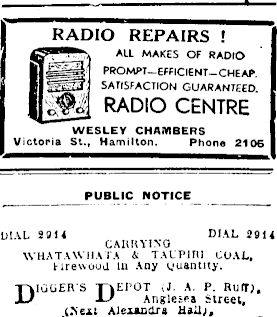 RADIO REPAIRS !
ALL MAKES OF RADIO
PROMPT—EFFICIENT—CHEAP.
SATISFACTION GUARANTEED.
RADIO CENTRE
WESLEY CHAMBERS
Victoria St., Hamilton. Phone 2106
PUBLIC NOTICE
DIAL 2914 DIAL 2914
CARRYING
WHATAWHATA & TAUPIRI COAL,
Firewood in Any Quantity.
DIGGER'S DEPOT (J. A. P. Ruff),
Anglesea Street,
(Next Alexandra Hall),